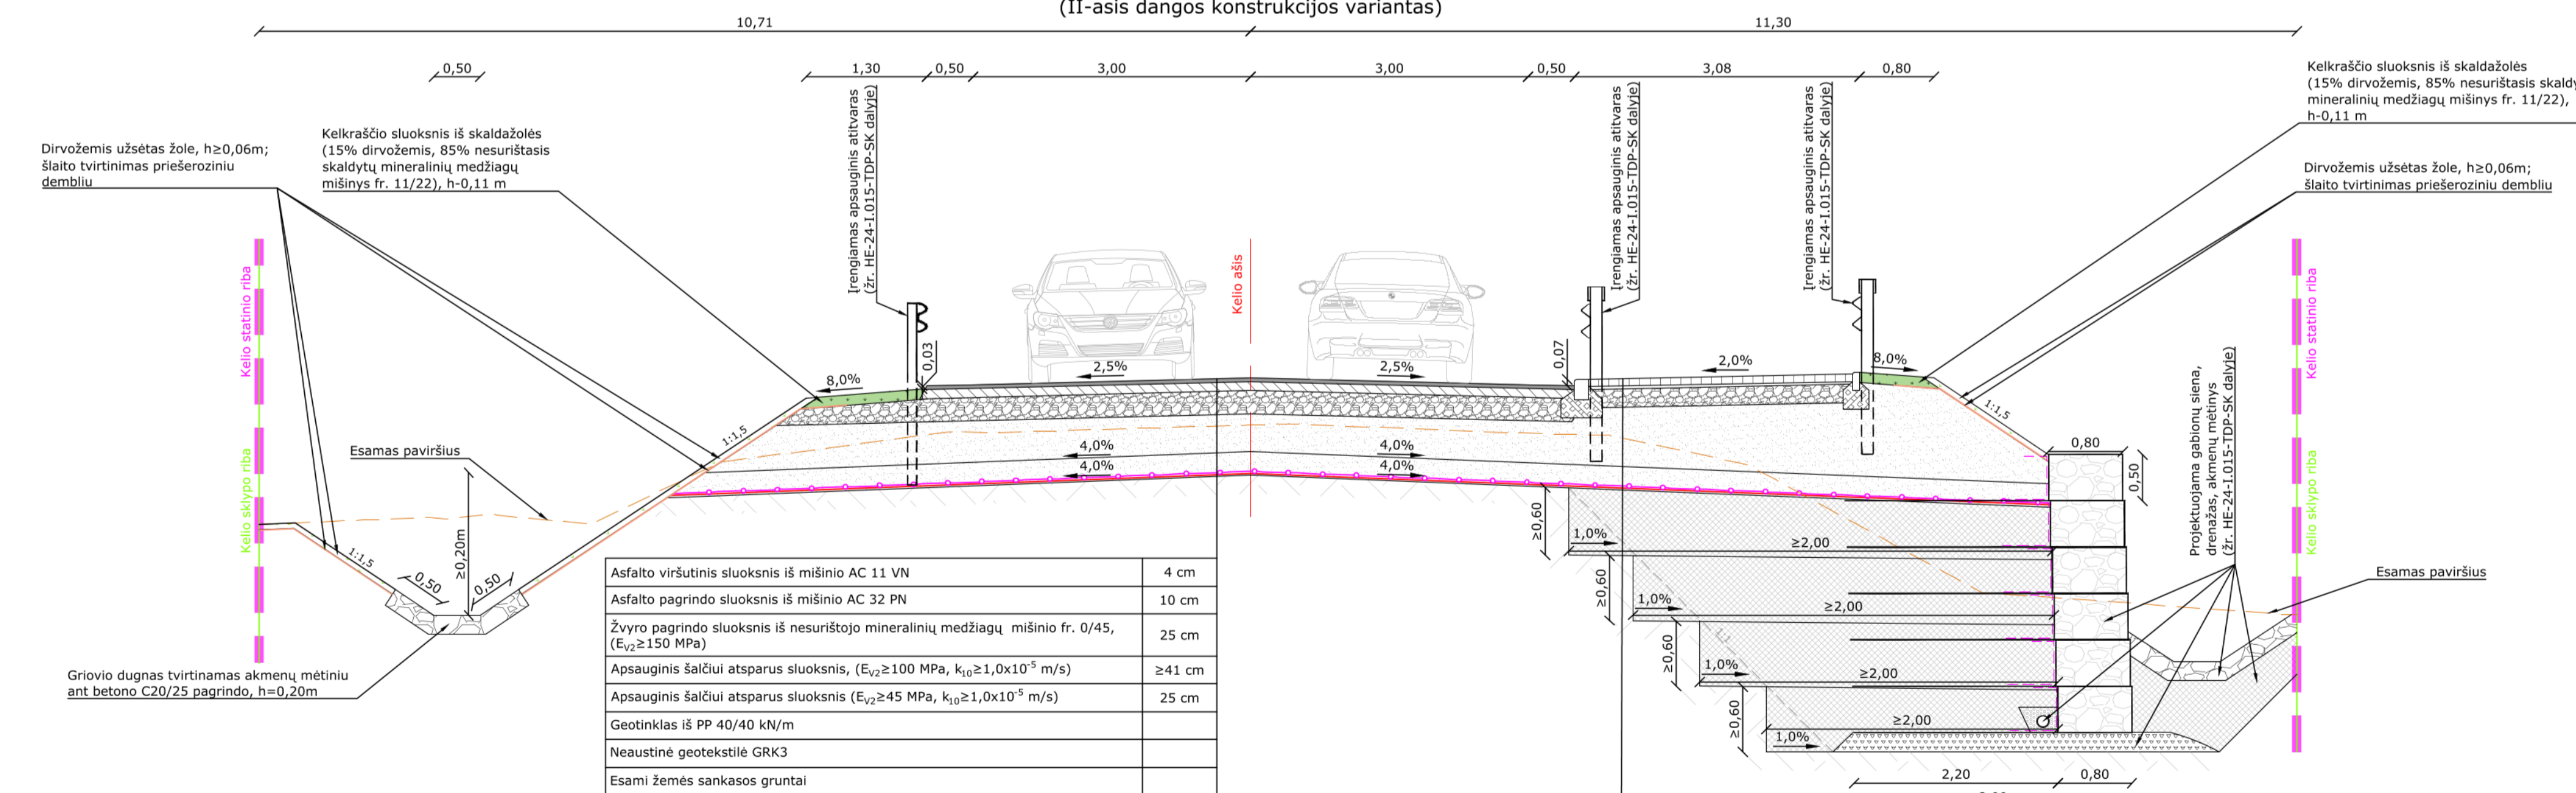 (II-asis dangos konstrukcijos variantas)
10,71
11,30
0,50
1,30
0,50
3,00
3,00
0,50
3,08
0,80
Kelkraščio sluoksnis iš skaldažolės
(15% dirvožemis, 85% nesurištasis
mineralinių medžiagų mišinys fr. 11/22),
h-0,11 m
Dirvožemis užsėtas žole, h≥0,06m;
šlaito tvirtinimas priešeroziniu
dembliu
Kelkraščio sluoksnis iš skaldažolės
(15% dirvožemis, 85% nesurištasis
skaldytų mineralinių medžiagų
mišinys fr. 11/22), h-0,11 m
Įrengiamas apsauginis atitvaras
(žr. HE-24-I.015-TDP-SK dalyje)
Įrengiamas apsauginis atitvaras
(žr. HE-24-I.015-TDP-SK dalyje)
Įrengiamas apsauginis atitvaras
(žr. HE-24-I.015-TDP-SK dalyje)
Dirvožemis užsėtas žole, h≥0,06m;
šlaito tvirtinimas priešeroziniu dembliu
Kelio statinio riba
Kelio sklypo riba
Kelio ašis
Kelio statinio riba
Kelio sklypo riba
8,0%
0,03
2,5%
2,5%
0,07
2,0%
8,0%
1:1,5
1:1,5
4,0%
4,0%
4,0%
4,0%
Esamas paviršius
1:1,5
0,50
≥0,20m
0,50
Griovio dugnas tvirtinamas akmenų mėtiniu
ant betono C20/25 pagrindo, h=0,20m
0,80
0,50
Projektuojama gabionų siena,
drenažas, akmenų mėtinys
(žr. HE-24-I.015-TDP-SK dalyje)
Esamas paviršius
≥0,60
1,0%
≥2,00
≥0,60
1,0%
≥2,00
1:1
≥0,60
1,0%
≥2,00
≥0,60
1,0%
≥2,00
2,20
0,80
Asfalto viršutinis sluoksnis iš mišinio AC 11 VN 4 cm
Asfalto pagrindo sluoksnis iš mišinio AC 32 PN 10 cm
Žvyro pagrindo sluoksnis iš nesurištojo mineralinių medžiagų mišinio fr. 0/45,
(EV2≥150 MPa) 25 cm
Apsauginis šalčiui atsparus sluoksnis, (EV2≥100 MPa, k10≥1,0x10⁻⁵ m/s) ≥41 cm
Apsauginis šalčiui atsparus sluoksnis (EV2≥45 MPa, k10≥1,0x10⁻⁵ m/s) 25 cm
Geotinklas iš PP 40/40 kN/m
Neaustinė geotekstilė GRK3
Esami žemės sankasos gruntai